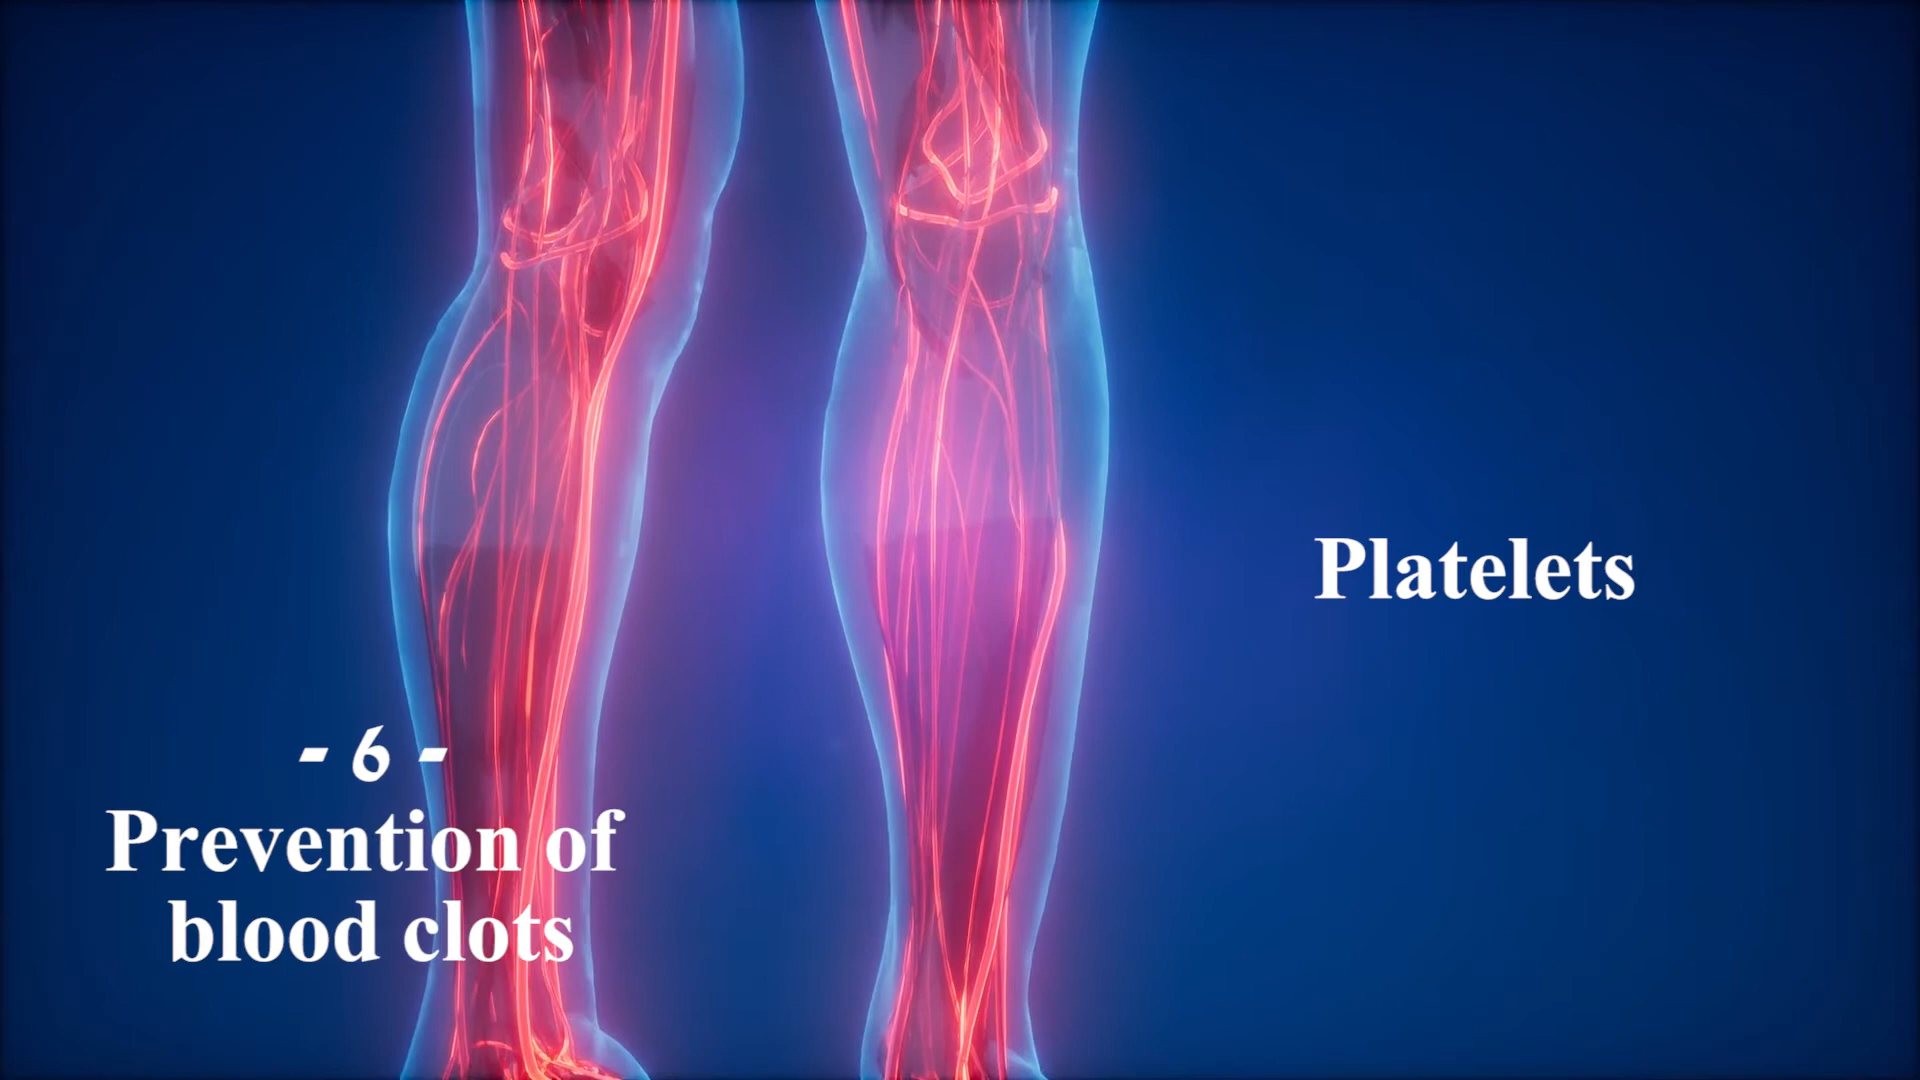 Platelets
- 6 -
Prevention of
blood clots